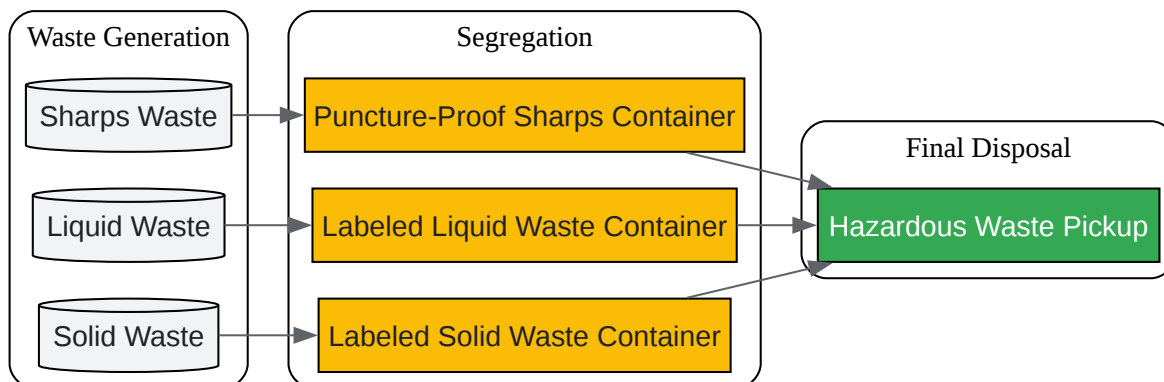 Waste Generation
Segregation
Sharps Waste
Puncture-Proof Sharps Container
Final Disposal
Liquid Waste
Labeled Liquid Waste Container
Hazardous Waste Pickup
Solid Waste
Labeled Solid Waste Container